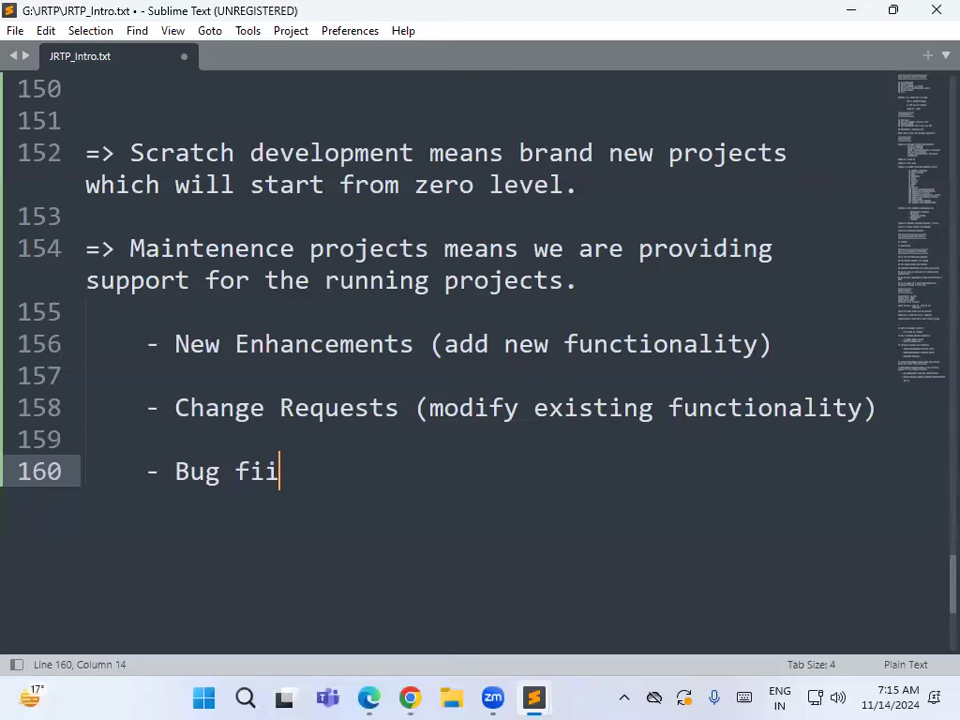 G:\JRTP\JRTP_Intro.txt • - Sublime Text (UNREGISTERED)
File Edit Selection Find View Goto Tools Project Preferences Help
JRTP_Intro.txt
150
151
152 => Scratch development means brand new projects
which will start from zero level.
153
154 => Maintenence projects means we are providing
support for the running projects.
155
156 - New Enhancements (add new functionality)
157
158 - Change Requests (modify existing functionality)
159
160 - Bug fii
Line 160, Column 14 Tab Size: 4 Plain Text
17°
ENG
IN
7:15 AM
11/14/2024